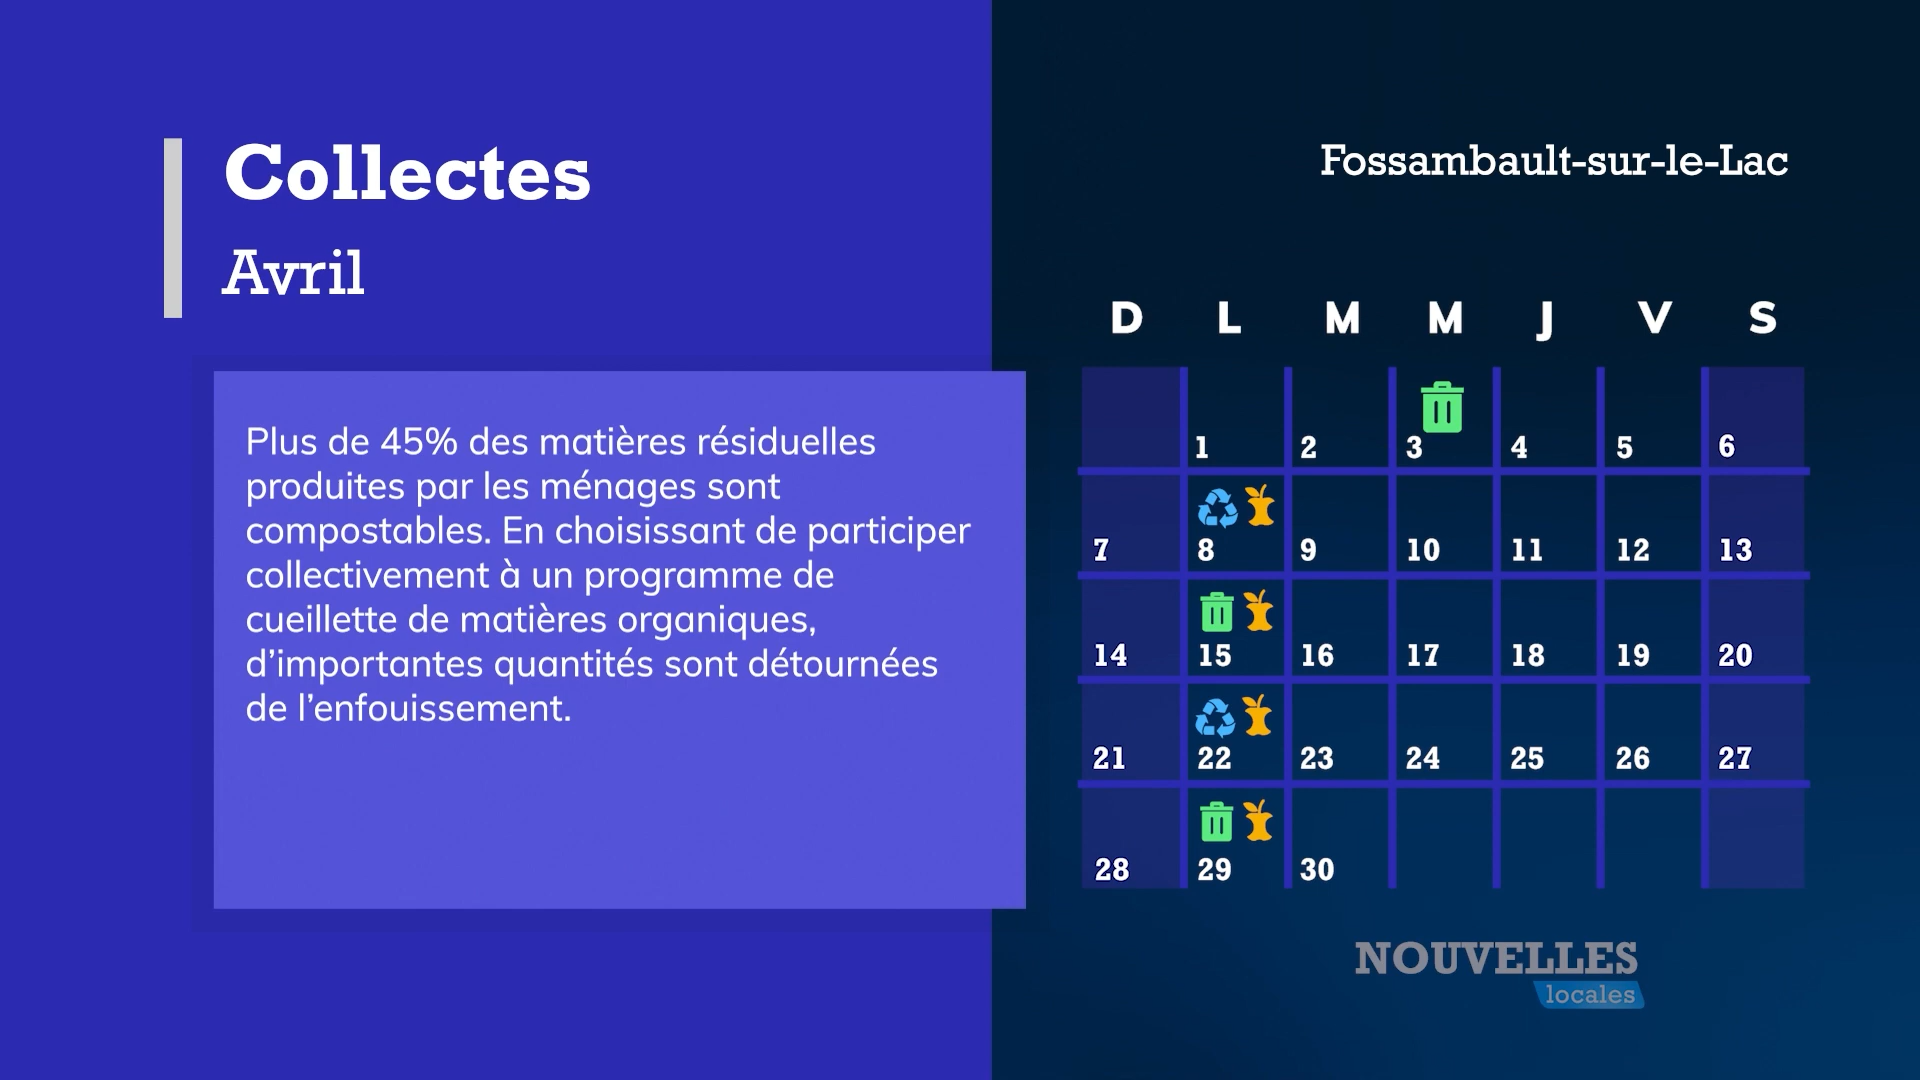 Collectes
Avril
Plus de 45% des matières résiduelles
produites par les ménages sont
compostables. En choisissant de participer
collectivement à un programme de
cueillette de matières organiques,
d’importantes quantités sont détournées
de l’enfouissement.
Fossambault-sur-le-Lac
D L M M J V S
1 2 3 4 5 6
7 8 9 10 11 12 13
14 15 16 17 18 19 20
21 22 23 24 25 26 27
28 29 30
NOUVELLES
locales